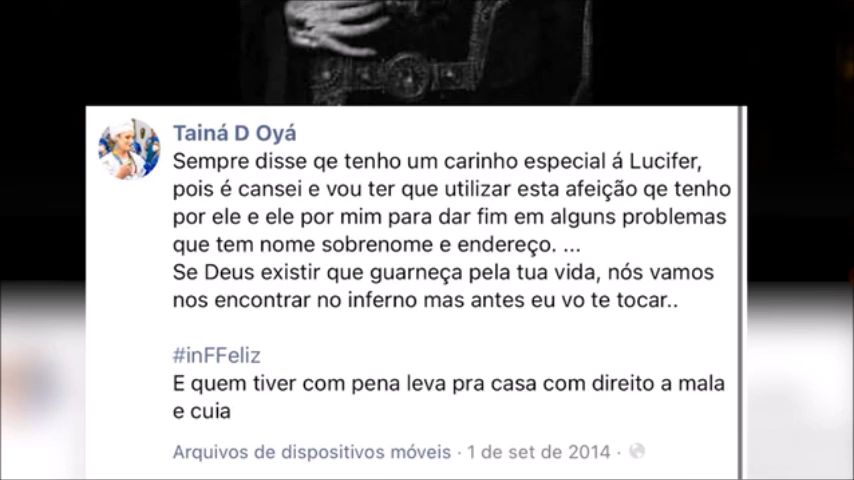 Tainá D Oyá
Sempre disse qe tenho um carinho especial á Lucifer,
pois é cansei e vou ter que utilizar esta afeição qe tenho
por ele e ele por mim para dar fim em alguns problemas
que tem nome sobrenome e endereço. ...
Se Deus existir que guarneça pela tua vida, nós vamos
nos encontrar no inferno mas antes eu vo te tocar..
#inFFeliz
E quem tiver com pena leva pra casa com direito a mala
e cuia
Arquivos de dispositivos móveis · 1 de set de 2014 ·